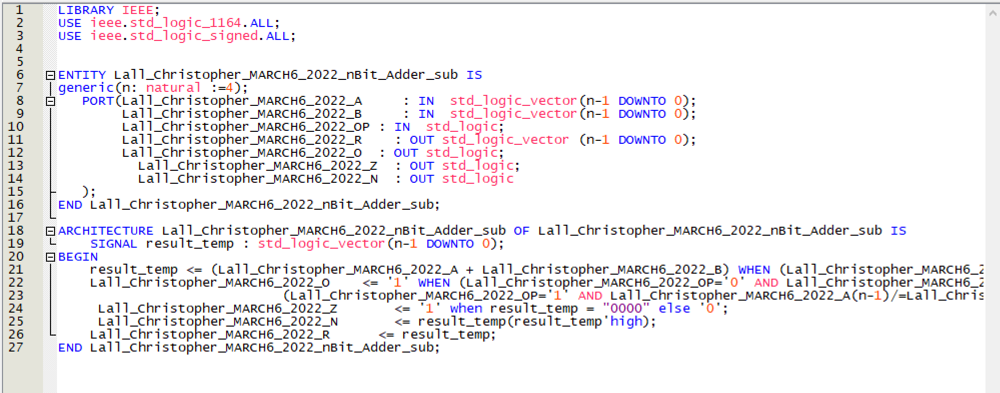 1 LIBRARY IEEE;
2 USE ieee.std_logic_1164.ALL;
3 USE ieee.std_logic_signed.ALL;
4
5
6 ENTITY Lall_Christopher_MARCH6_2022_nBit_Adder_sub IS
7 generic(n: natural :=4);
8 PORT(Lall_Christopher_MARCH6_2022_A : IN std_logic_vector(n-1 DOWNTO 0);
9 Lall_Christopher_MARCH6_2022_B : IN std_logic_vector(n-1 DOWNTO 0);
10 Lall_Christopher_MARCH6_2022_OP : IN std_logic;
11 Lall_Christopher_MARCH6_2022_R : OUT std_logic_vector (n-1 DOWNTO 0);
12 Lall_Christopher_MARCH6_2022_O : OUT std_logic;
13 Lall_Christopher_MARCH6_2022_Z : OUT std_logic;
14 Lall_Christopher_MARCH6_2022_N : OUT std_logic
15 );
16 END Lall_Christopher_MARCH6_2022_nBit_Adder_sub;
17
18 ARCHITECTURE Lall_Christopher_MARCH6_2022_nBit_Adder_sub OF Lall_Christopher_MARCH6_2022_nBit_Adder_sub IS
19 SIGNAL result_temp : std_logic_vector(n-1 DOWNTO 0);
20 BEGIN
21 result_temp <= (Lall_Christopher_MARCH6_2022_A + Lall_Christopher_MARCH6_2022_B) WHEN (Lall_Christopher_MARCH6_2
22 Lall_Christopher_MARCH6_2022_O <= '1' WHEN (Lall_Christopher_MARCH6_2022_OP='0' AND Lall_Christopher_MARCH6_2
23 (Lall_Christopher_MARCH6_2022_OP='1' AND Lall_Christopher_MARCH6_2022_A(n-1)/=Lall_Chris
24 Lall_Christopher_MARCH6_2022_Z <= '1' when result_temp = "0000" else '0';
25 Lall_Christopher_MARCH6_2022_N <= result_temp(result_temp'high);
26 Lall_Christopher_MARCH6_2022_R <= result_temp;
27 END Lall_Christopher_MARCH6_2022_nBit_Adder_sub;